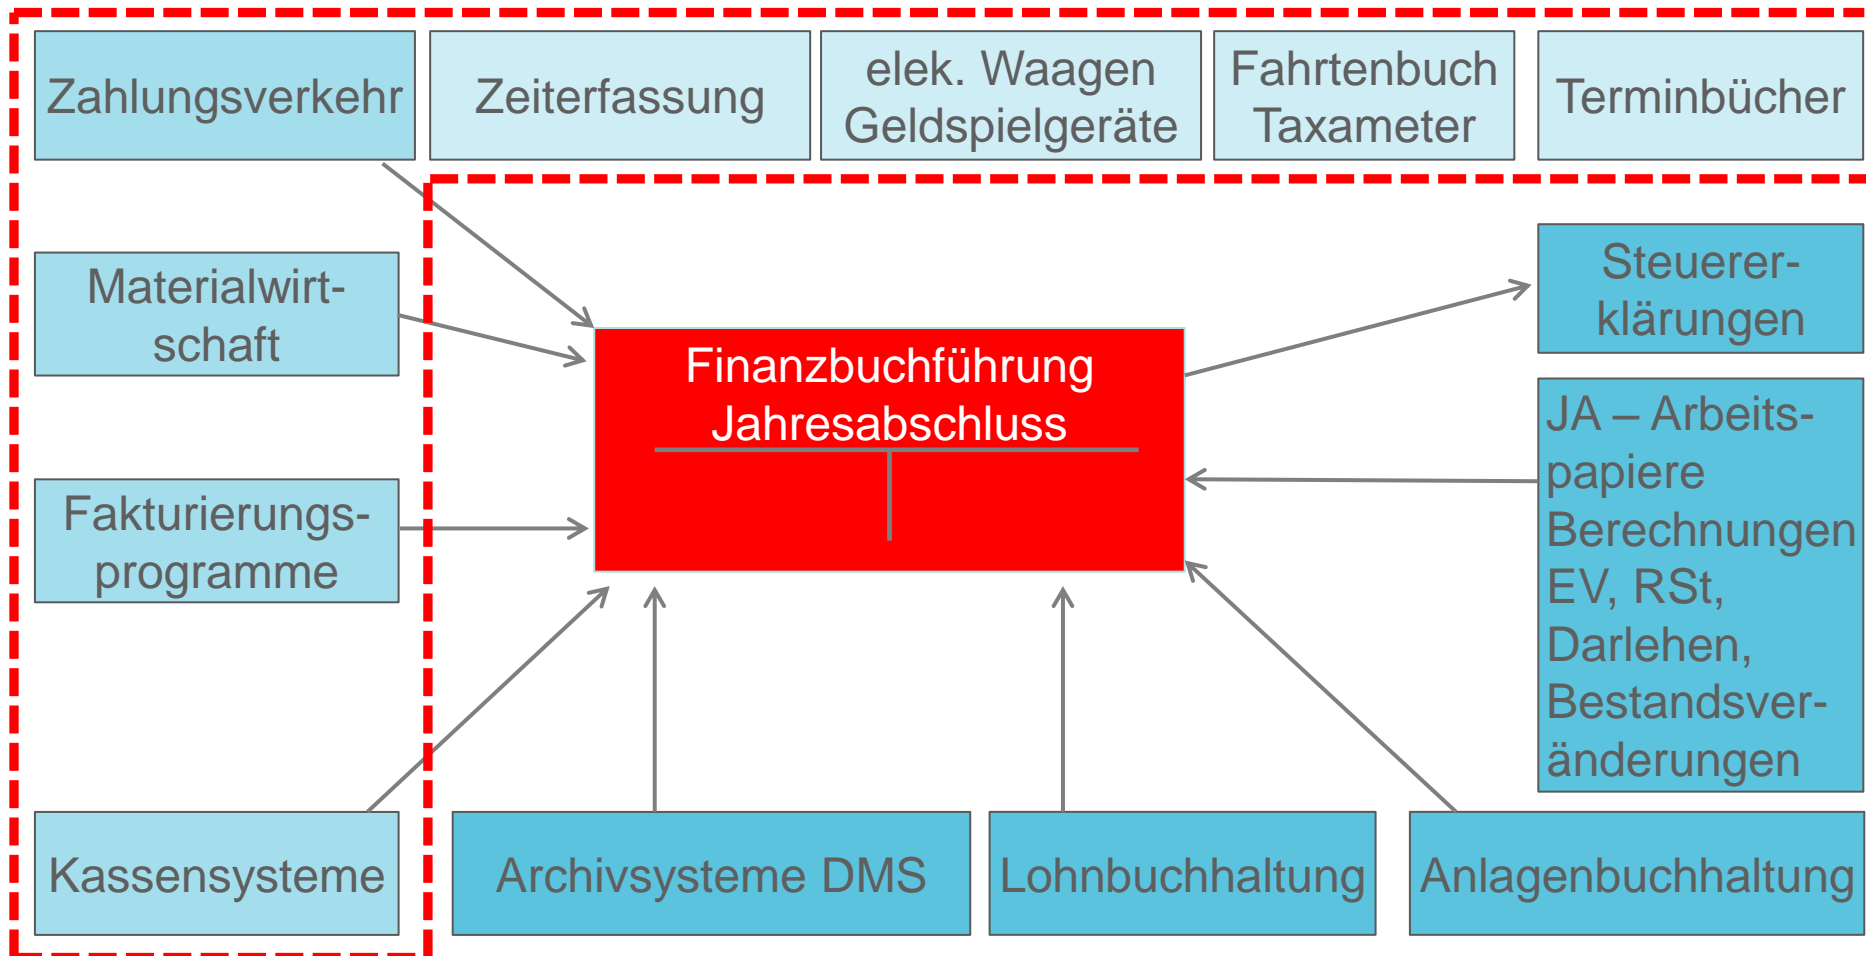 Zahlungsverkehr
Zeiterfassung
elek. Waagen
Geldspielgeräte
Fahrtenbuch
Taxameter
Terminbücher
Materialwirt-
schaft
Steuerer-
klärungen
Finanzbuchführung
Jahresabschluss
JA – Arbeits-
papiere
Berechnungen
EV, RSt,
Darlehen,
Bestandsver-
änderungen
Fakturierungs-
programme
Kassensysteme
Archivsysteme DMS
Lohnbuchhaltung
Anlagenbuchhaltung